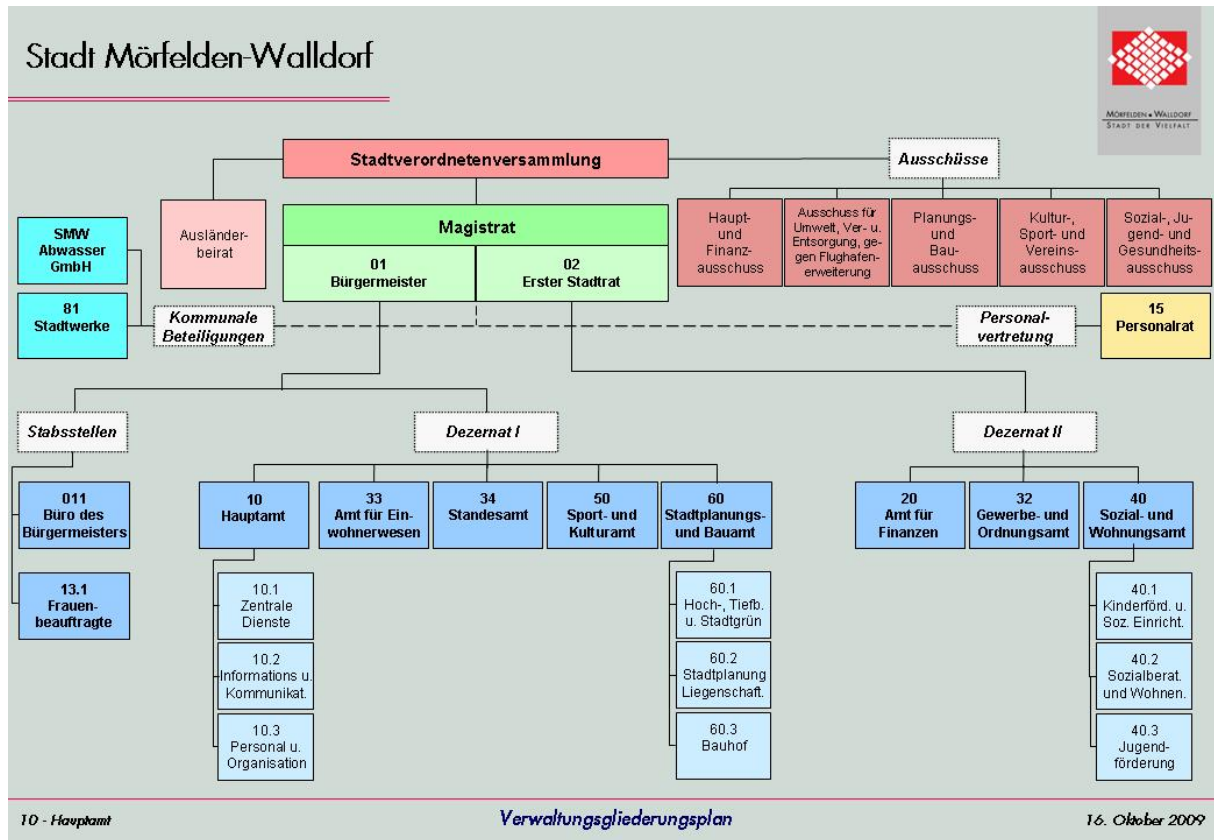 Stadt Mörfelden-Walldorf
MÖRFELDEN ▪ WALLDORF
STADT DER VIELFALT
Stadtverordnetenversammlung
Ausschüsse
Ausländer-
beirat
Magistrat
01
Bürgermeister
02
Erster Stadtrat
Haupt-
und
Finanz-
ausschuss
Ausschuss für
Umwelt, Ver- u.
Entsorgung, ge-
gen Flughafen-
erweiterung
Planungs-
und
Bau-
ausschuss
Kultur-,
Sport- und
Vereins-
ausschuss
Sozial-, Ju-
gend- und
Gesundheits-
ausschuss
SMW
Abwasser
GmbH
81
Stadtwerke
Kommunale
Beteiligungen
Personal-
vertretung
15
Personalrat
Stabsstellen
Dezernat I
Dezernat II
011
Büro des
Bürgermeisters
13.1
Frauen-
beauftragte
10
Hauptamt
33
Amt für Ein-
wohnerwesen
34
Standesamt
50
Sport- und
Kulturamt
60
Stadtplanungs-
und Bauamt
20
Amt für
Finanzen
32
Gewerbe- und
Ordnungsamt
40
Sozial- und
Wohnungsamt
10.1
Zentrale
Dienste
10.2
Informations u.
Kommunikat.
10.3
Personal u.
Organisation
60.1
Hoch-, Tiefb.
u. Stadtgrün
60.2
Stadtplanung
Liegenschaft.
60.3
Bauhof
40.1
Kinderförd. u.
Soz. Einricht.
40.2
Sozialberat.
und Wohnen.
40.3
Jugend-
förderung
10 - Hauptamt
Verwaltungsgliederungsplan
16. Oktober 2009